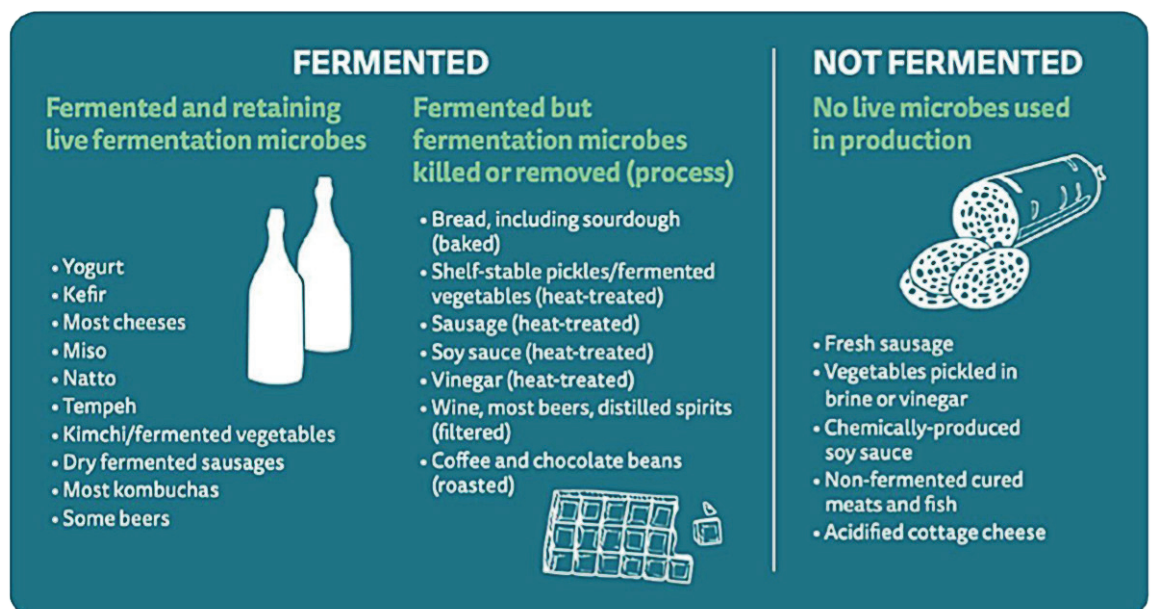 FERMENTED
Fermented and retaining
live fermentation microbes
• Yogurt
• Kefir
• Most cheeses
• Miso
• Natto
• Tempeh
• Kimchi/fermented vegetables
• Dry fermented sausages
• Most kombuchas
• Some beers
Fermented but
fermentation microbes
killed or removed (process)
• Bread, including sourdough
(baked)
• Shelf-stable pickles/fermented
vegetables (heat-treated)
• Sausage (heat-treated)
• Soy sauce (heat-treated)
• Vinegar (heat-treated)
• Wine, most beers, distilled spirits
(filtered)
• Coffee and chocolate beans
(roasted)
NOT FERMENTED
No live microbes used
in production
• Fresh sausage
• Vegetables pickled in
brine or vinegar
• Chemically-produced
soy sauce
• Non-fermented cured
meats and fish
• Acidified cottage cheese